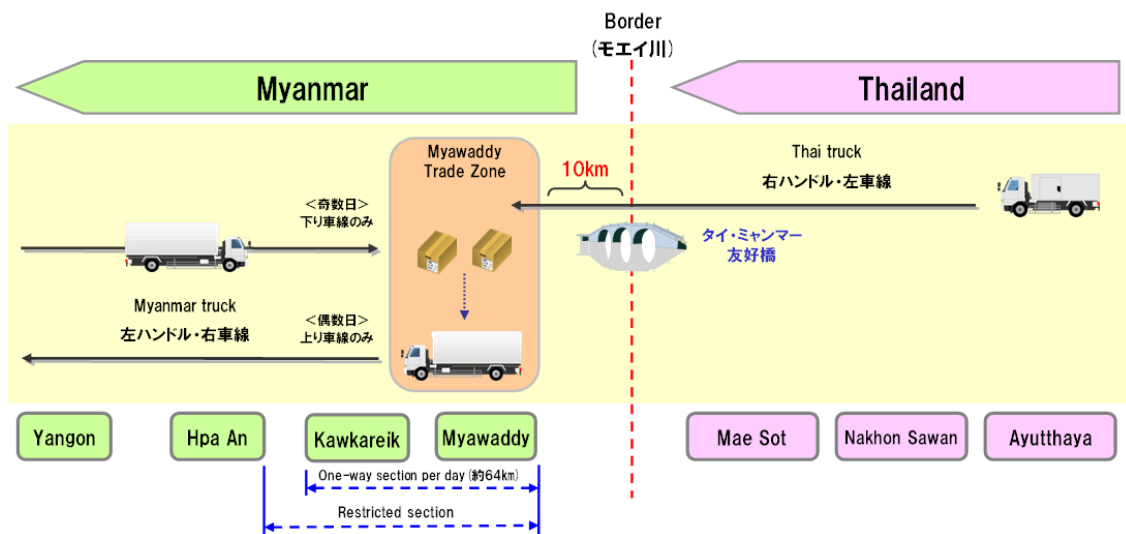 Border
(モエイ川)
Myanmar
Thailand
Myawaddy
Trade Zone
10km
Thai truck
右ハンドル・左車線
<奇数日>
下り車線のみ
タイ・ミャンマー
友好橋
Myanmar truck
左ハンドル・右車線
<偶数日>
上り車線のみ
Yangon
Hpa An
Kawkareik
Myawaddy
Mae Sot
Nakhon Sawan
Ayutthaya
One-way section per day (約64km)
Restricted section